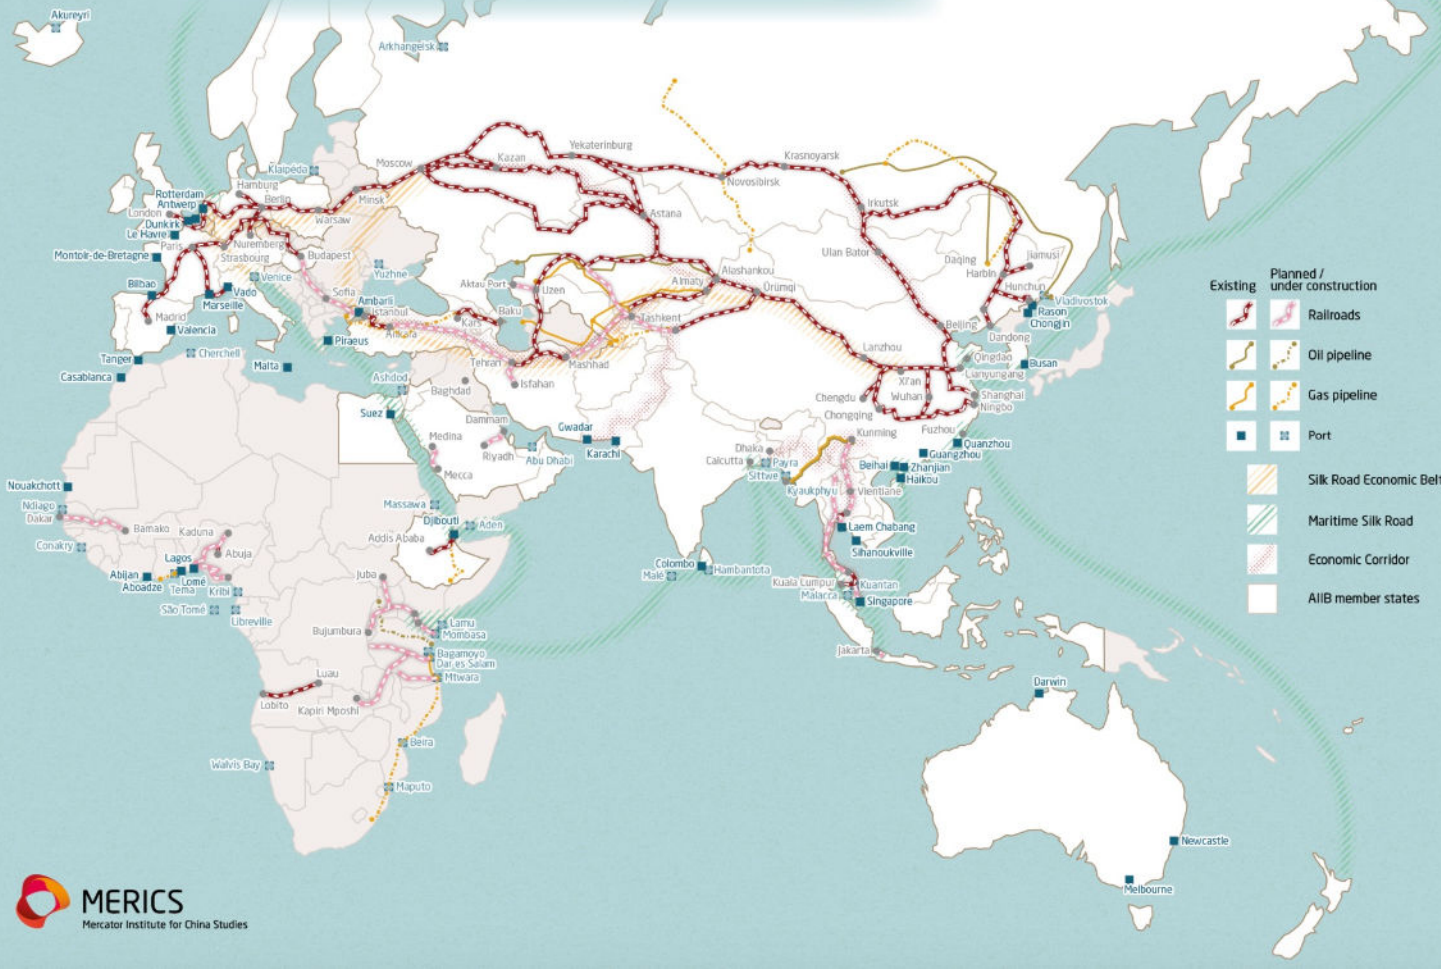 Akureyri
Arkhangelsk
Klaipėda
Moscow
Kazan
Yekaterinburg
Krasnoyarsk
Novosibirsk
Hamburg
Rotterdam
Antwerp
Berlin
Minsk
London
Dunkirk
Warsaw
Le Havre
Paris
Nuremberg
Strasbourg
Budapest
Astana
Irkutsk
Ulan Bator
Daqing
Harbin
Jiamusi
Montoir-de-Bretagne
Venice
Yuzhne
Alashankou
Almaty
Ürümqi
Hunchun
Vladivostok
Bilbao
Vado
Marseille
Sofia
Ambarli
Istanbul
Aktau Port
Uzen
Rason
Chongjin
Madrid
Valencia
Ankara
Kars
Baku
Tashkent
Beijing
Dandong
Tanger
Cherchell
Malta
Piraeus
Tehran
Mashhad
Lanzhou
Qingdao
Busan
Casablanca
Ashdod
Baghdad
Isfahan
Xi'an
Lianyungang
Chengdu
Wuhan
Shanghai
Chongqing
Ningbo
Suez
Dammam
Gwadar
Karachi
Medina
Riyadh
Abu Dhabi
Dhaka
Kunming
Fuzhou
Quanzhou
Calcutta
Payra
Guangzhou
Mecca
Sittwe
Beihai
Zhanjian
Haikou
Nouakchott
Kyaukphyu
Vientiane
Ndiago
Dakar
Bamako
Kaduna
Massawa
Djibouti
Aden
Laem Chabang
Conakry
Abuja
Addis Ababa
Sihanoukville
Lagos
Abijan
Aboadze
Lomé
Tema
Kribi
Juba
Colombo
Hambantota
Malé
Kuala Lumpur
Kuantan
Malacca
Singapore
São Tomé
Libreville
Bujumbura
Lamu
Mombasa
Jakarta
Bagamoyo
Dar es Salam
Luau
Mtwara
Lobito
Kapiri Mposhi
Darwin
Beira
Walvis Bay
Maputo
Newcastle
Melbourne
Existing
Planned /
under construction
Railroads
Oil pipeline
Gas pipeline
Port
Silk Road Economic Belt
Maritime Silk Road
Economic Corridor
AIIB member states
MERICS
Mercator Institute for China Studies